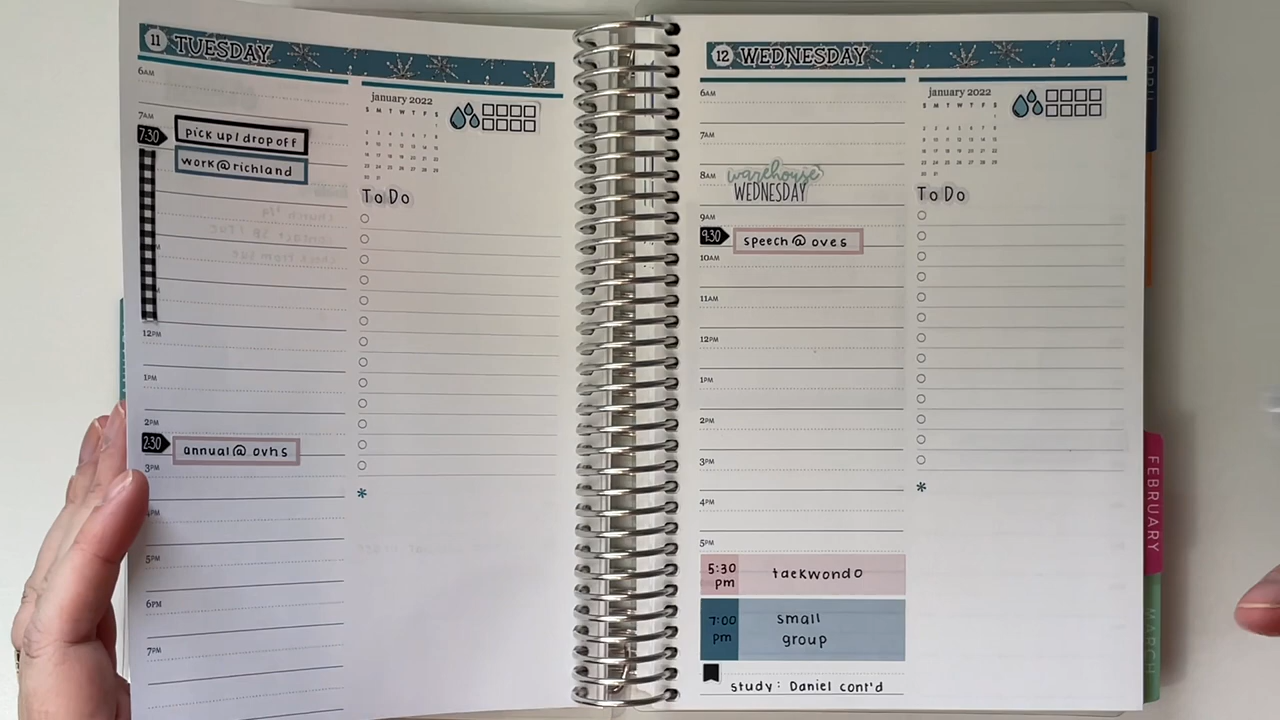 11 TUESDAY
6AM
7AM
7:30 pick up/drop off
work@richland
12PM
1PM
2PM
2:30 annual@ ovhs
3PM
4PM
5PM
6PM
7PM
january 2022
S M T W T F S
To Do
*
12 WEDNESDAY
6AM
7AM
8AM
warehouse
WEDNESDAY
9AM
9:30 speech@ oves
10AM
11AM
12PM
1PM
2PM
3PM
4PM
5PM
5:30 pm taekwondo
7:00 pm small
group
study: Daniel cont'd
january 2022
S M T W T F S
To Do
*
APRIL
FEBRUARY
MARCH